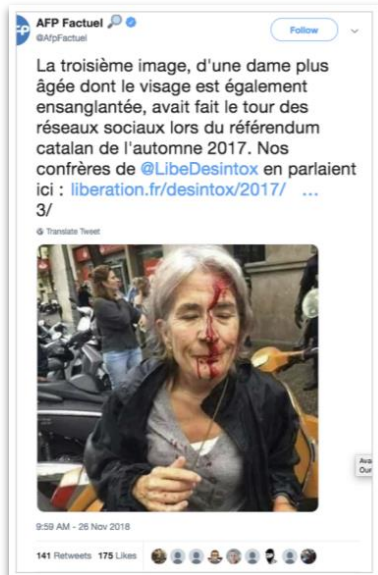 AFP Factuel
@AfpFactuel
Follow
La troisième image, d'une dame plus
âgée dont le visage est également
ensanglantée, avait fait le tour des
réseaux sociaux lors du référendum
catalan de l'automne 2017. Nos
confrères de @LibeDesintox en parlaient
ici : liberation.fr/desintox/2017/ ...
3/
Translate Tweet
9:59 AM - 26 Nov 2018
141 Retweets 175 Likes